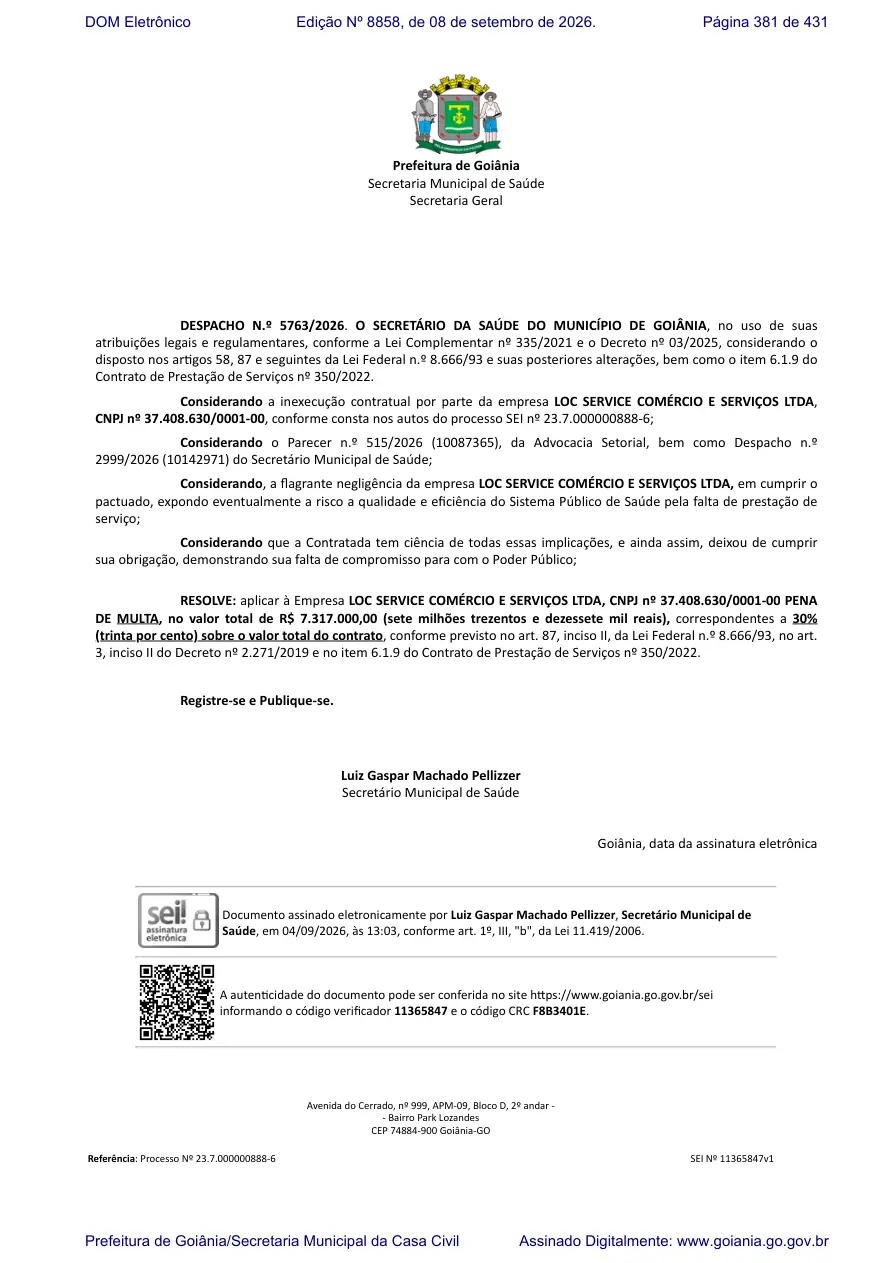 DOM Eletrônico Edição Nº 8858, de 08 de setembro de 2026. Página 381 de 431
Prefeitura de Goiânia
Secretaria Municipal de Saúde
Secretaria Geral
DESPACHO N.º 5763/2026. O SECRETÁRIO DA SAÚDE DO MUNICÍPIO DE GOIÂNIA, no uso de suas
atribuições legais e regulamentares, conforme a Lei Complementar nº 335/2021 e o Decreto nº 03/2025, considerando o
disposto nos artigos 58, 87 e seguintes da Lei Federal n.º 8.666/93 e suas posteriores alterações, bem como o item 6.1.9 do
Contrato de Prestação de Serviços nº 350/2022.
Considerando a inexecução contratual por parte da empresa LOC SERVICE COMÉRCIO E SERVIÇOS LTDA,
CNPJ nº 37.408.630/0001-00, conforme consta nos autos do processo SEI nº 23.7.000000888-6;
Considerando o Parecer n.º 515/2026 (10087365), da Advocacia Setorial, bem como Despacho n.º
2999/2026 (10142971) do Secretário Municipal de Saúde;
Considerando, a flagrante negligência da empresa LOC SERVICE COMÉRCIO E SERVIÇOS LTDA, em cumprir o
pactuado, expondo eventualmente a risco a qualidade e eficiência do Sistema Público de Saúde pela falta de prestação de
serviço;
Considerando que a Contratada tem ciência de todas essas implicações, e ainda assim, deixou de cumprir
sua obrigação, demonstrando sua falta de compromisso para com o Poder Público;
RESOLVE: aplicar à Empresa LOC SERVICE COMÉRCIO E SERVIÇOS LTDA, CNPJ nº 37.408.630/0001-00 PENA
DE MULTA, no valor total de R$ 7.317.000,00 (sete milhões trezentos e dezessete mil reais), correspondentes a 30%
(trinta por cento) sobre o valor total do contrato, conforme previsto no art. 87, inciso II, da Lei Federal n.º 8.666/93, no art.
3, inciso II do Decreto nº 2.271/2019 e no item 6.1.9 do Contrato de Prestação de Serviços nº 350/2022.
Registre-se e Publique-se.
Luiz Gaspar Machado Pellizzer
Secretário Municipal de Saúde
Goiânia, data da assinatura eletrônica
sei!
assinatura
eletrônica
Documento assinado eletronicamente por Luiz Gaspar Machado Pellizzer, Secretário Municipal de
Saúde, em 04/09/2026, às 13:03, conforme art. 1º, III, "b", da Lei 11.419/2006.
A autenticidade do documento pode ser conferida no site https://www.goiania.go.gov.br/sei
informando o código verificador 11365847 e o código CRC F8B3401E.
Avenida do Cerrado, nº 999, APM-09, Bloco D, 2º andar -
- Bairro Park Lozandes
CEP 74884-900 Goiânia-GO
Referência: Processo Nº 23.7.000000888-6 SEI Nº 11365847v1
Prefeitura de Goiânia/Secretaria Municipal da Casa Civil Assinado Digitalmente: www.goiania.go.gov.br